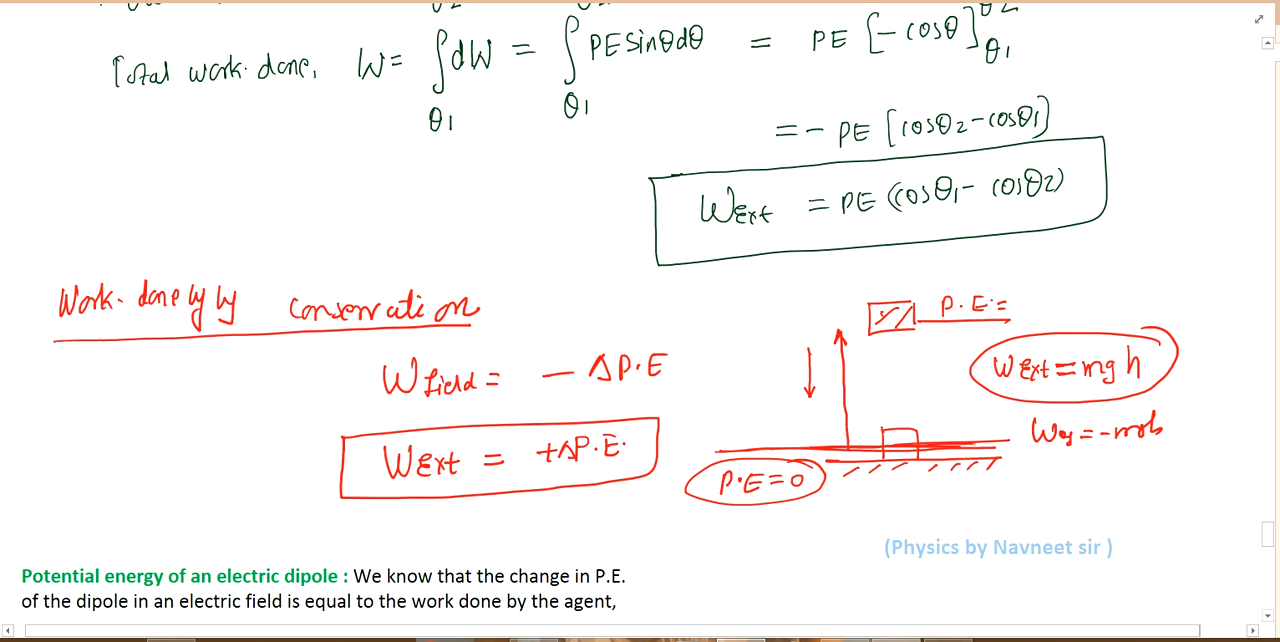 Total work. done, W = ∫dW = ∫PE sinθdθ = PE [- cosθ]
θ1 θ1 θ1
= - PE [cosθ2 - cosθ1]
WExt = PE (cosθ1 - cosθ2)
Work. done by by conservation
Wfield = - ΔP.E
WExt = +ΔP.E.
P.E =
WExt = mgh
P.E = 0
(Physics by Navneet sir )
Potential energy of an electric dipole : We know that the change in P.E.
of the dipole in an electric field is equal to the work done by the agent,